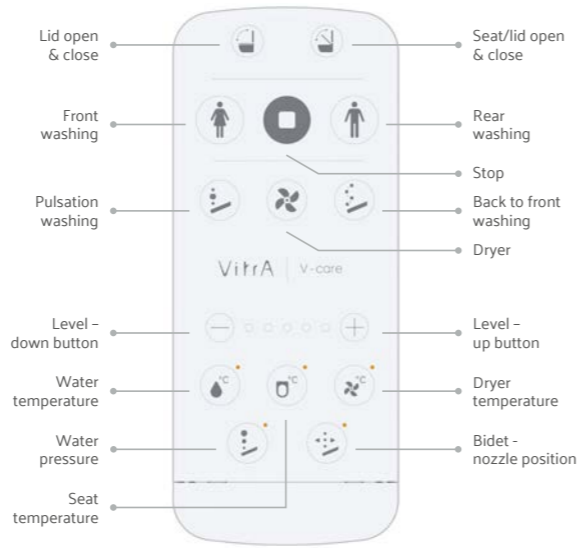 Lid open
& close
Seat/lid open
& close
Front
washing
Rear
washing
Stop
Pulsation
washing
Back to front
washing
Dryer
VitrA | V-care
Level –
down button
Level –
up button
Water
temperature
°C
°C
°C
Dryer
temperature
Water
pressure
Bidet -
nozzle position
Seat
temperature